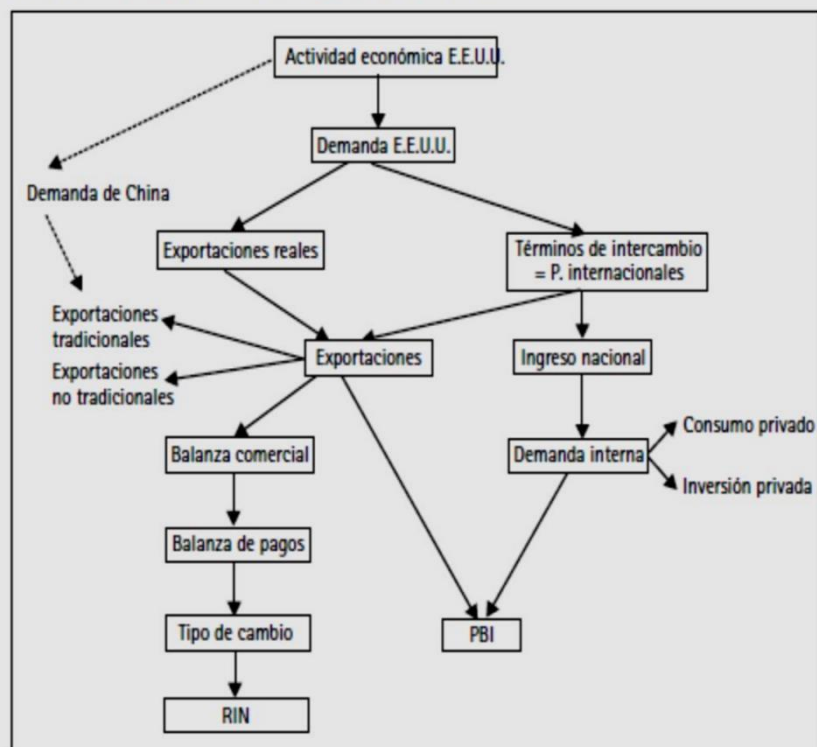 Actividad económica E.E.U.U.
Demanda E.E.U.U.
Demanda de China
Exportaciones reales
Términos de intercambio
= P. internacionales
Exportaciones
tradicionales
Exportaciones
no tradicionales
Exportaciones
Ingreso nacional
Balanza comercial
Demanda interna
Consumo privado
Inversión privada
Balanza de pagos
Tipo de cambio
PBI
RIN